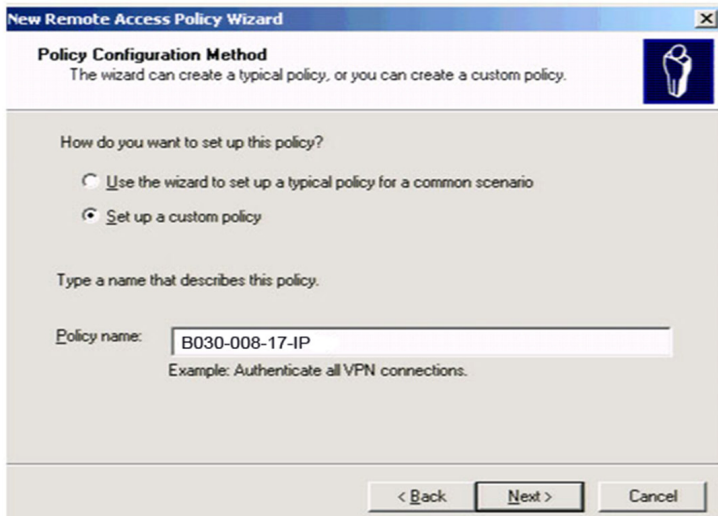 New Remote Access Policy Wizard
Policy Configuration Method
The wizard can create a typical policy, or you can create a custom policy.
How do you want to set up this policy?
Use the wizard to set up a typical policy for a common scenario
Set up a custom policy
Type a name that describes this policy.
Policy name: B030-008-17-IP
Example: Authenticate all VPN connections.
< Back Next > Cancel